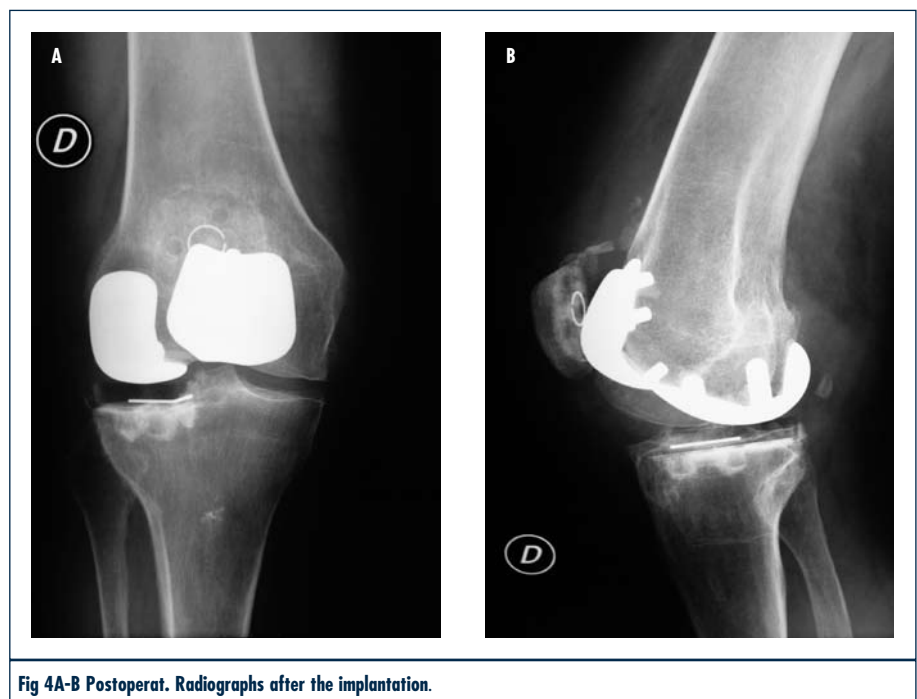 A
B
D
D
Fig 4A-B Postoperat. Radiographs after the implantation.